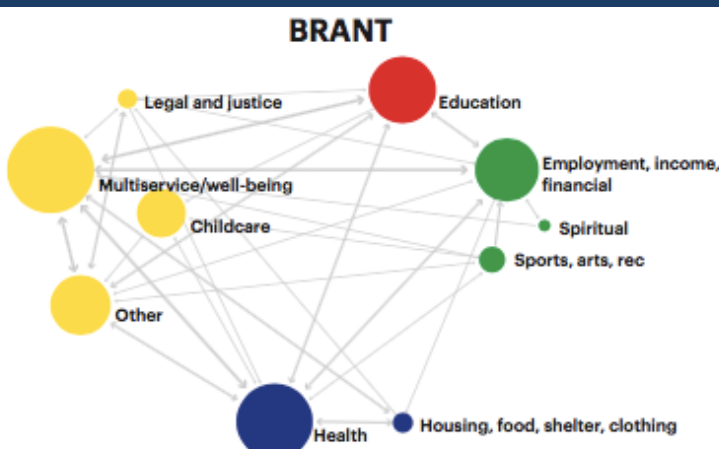 BRANT
Legal and justice
Education
Employment, income,
financial
Multiservice/well-being
Childcare
Spiritual
Sports, arts, rec
Other
Housing, food, shelter, clothing
Health